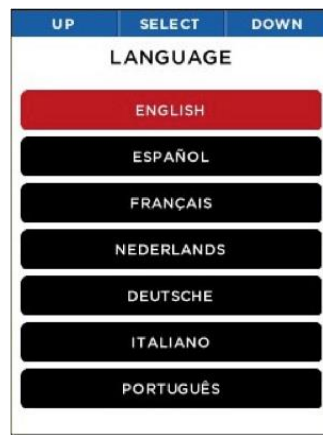 UP SELECT DOWN
LANGUAGE
ENGLISH
ESPAÑOL
FRANÇAIS
NEDERLANDS
DEUTSCHE
ITALIANO
PORTUGUÊS